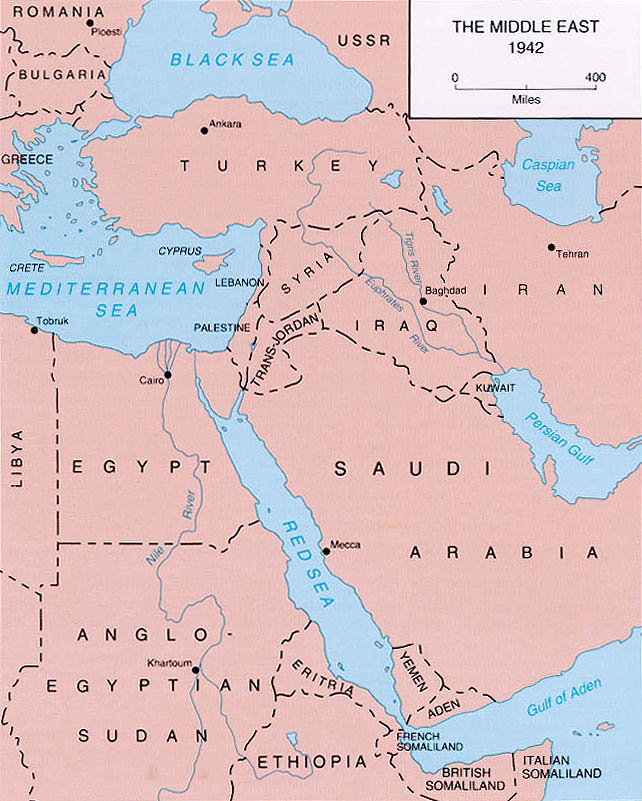 THE MIDDLE EAST
1942
0
400
Miles
ROMANIA
Ploesti
BULGARIA
BLACK SEA
USSR
Ankara
GREECE
TURKEY
Caspian
Sea
Tehran
CRETE
CYPRUS
MEDITERRANEAN
SEA
LEBANON
SYRIA
Tigris River
Euphrates
River
Baghdad
IRAN
Tobruk
PALESTINE
TRANS-JORDAN
IRAQ
Cairo
KUWAIT
Persian Gulf
LIBYA
EGYPT
SAUDI
ARABIA
Nile
River
RED SEA
Mecca
ANGLO-
EGYPTIAN
SUDAN
Khartoum
ERITRIA
YEMEN
ADEN
Gulf of Aden
FRENCH
SOMALILAND
ETHIOPIA
BRITISH
SOMALILAND
ITALIAN
SOMALILAND